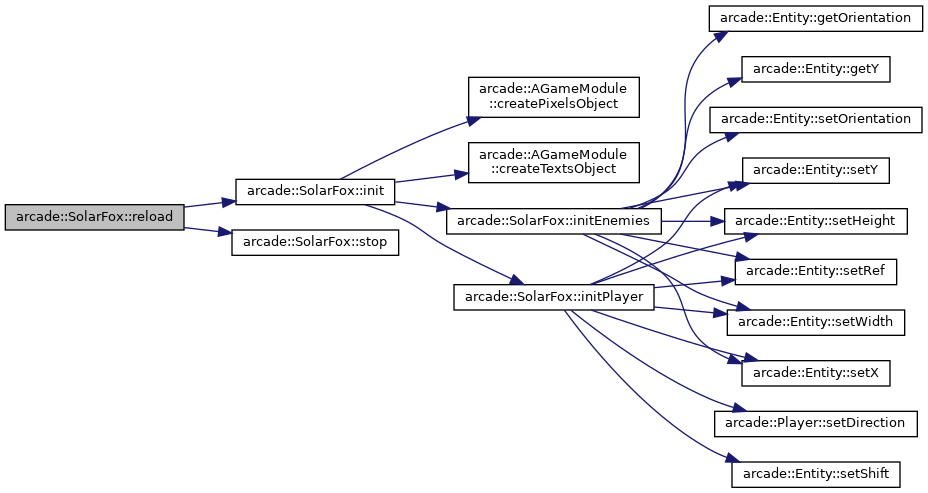 arcade::SolarFox::reload
arcade::SolarFox::init
arcade::SolarFox::stop
arcade::AGameModule
::createPixelsObject
arcade::AGameModule
::createTextsObject
arcade::SolarFox::initEnemies
arcade::SolarFox::initPlayer
arcade::Entity::getOrientation
arcade::Entity::getY
arcade::Entity::setOrientation
arcade::Entity::setY
arcade::Entity::setHeight
arcade::Entity::setRef
arcade::Entity::setWidth
arcade::Entity::setX
arcade::Player::setDirection
arcade::Entity::setShift